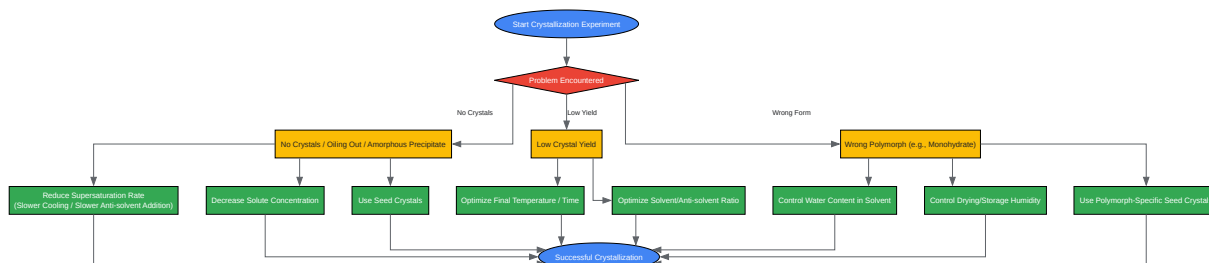 Start Crystallization Experiment
Problem Encountered
No Crystals
Low Yield
Wrong Form
No Crystals / Oiling Out / Amorphous Precipitate
Low Crystal Yield
Wrong Polymorph (e.g., Monohydrate)
Reduce Supersaturation Rate
(Slower Cooling / Slower Anti-solvent Addition)
Decrease Solute Concentration
Use Seed Crystals
Optimize Final Temperature / Time
Optimize Solvent/Anti-solvent Ratio
Control Water Content in Solvent
Control Drying/Storage Humidity
Use Polymorph-Specific Seed Crystal
Successful Crystallization